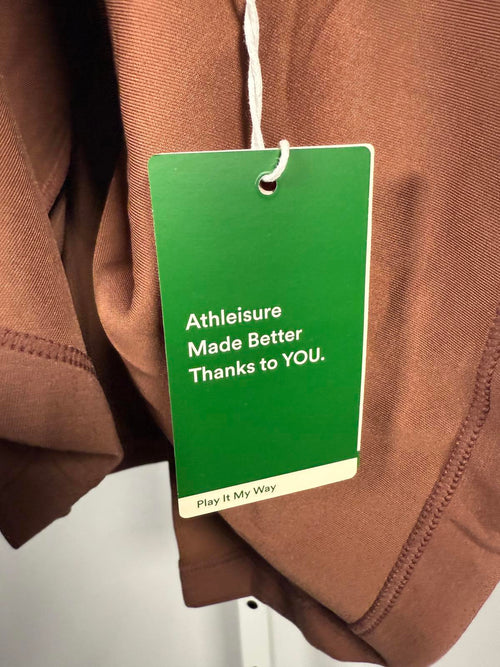 Athleisure
Made Better
Thanks to YOU.
Play It My Way